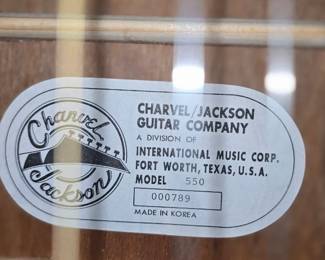 Charvel
Jackson
CHARVEL/JACKSON
GUITAR COMPANY
A DIVISION OF
INTERNATIONAL MUSIC CORP.
FORT WORTH, TEXAS, U.S.A.
MODEL 550
000789
MADE IN KOREA